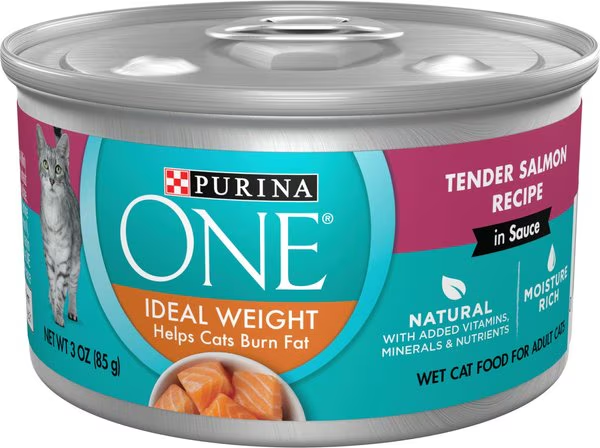 PURINA
ONE®
IDEAL WEIGHT
Helps Cats Burn Fat
NET WT 3 OZ (85 g)
TENDER SALMON
RECIPE
in Sauce
NATURAL
WITH ADDED VITAMINS,
MINERALS & NUTRIENTS
MOISTURE
RICH
WET CAT FOOD FOR ADULT CATS